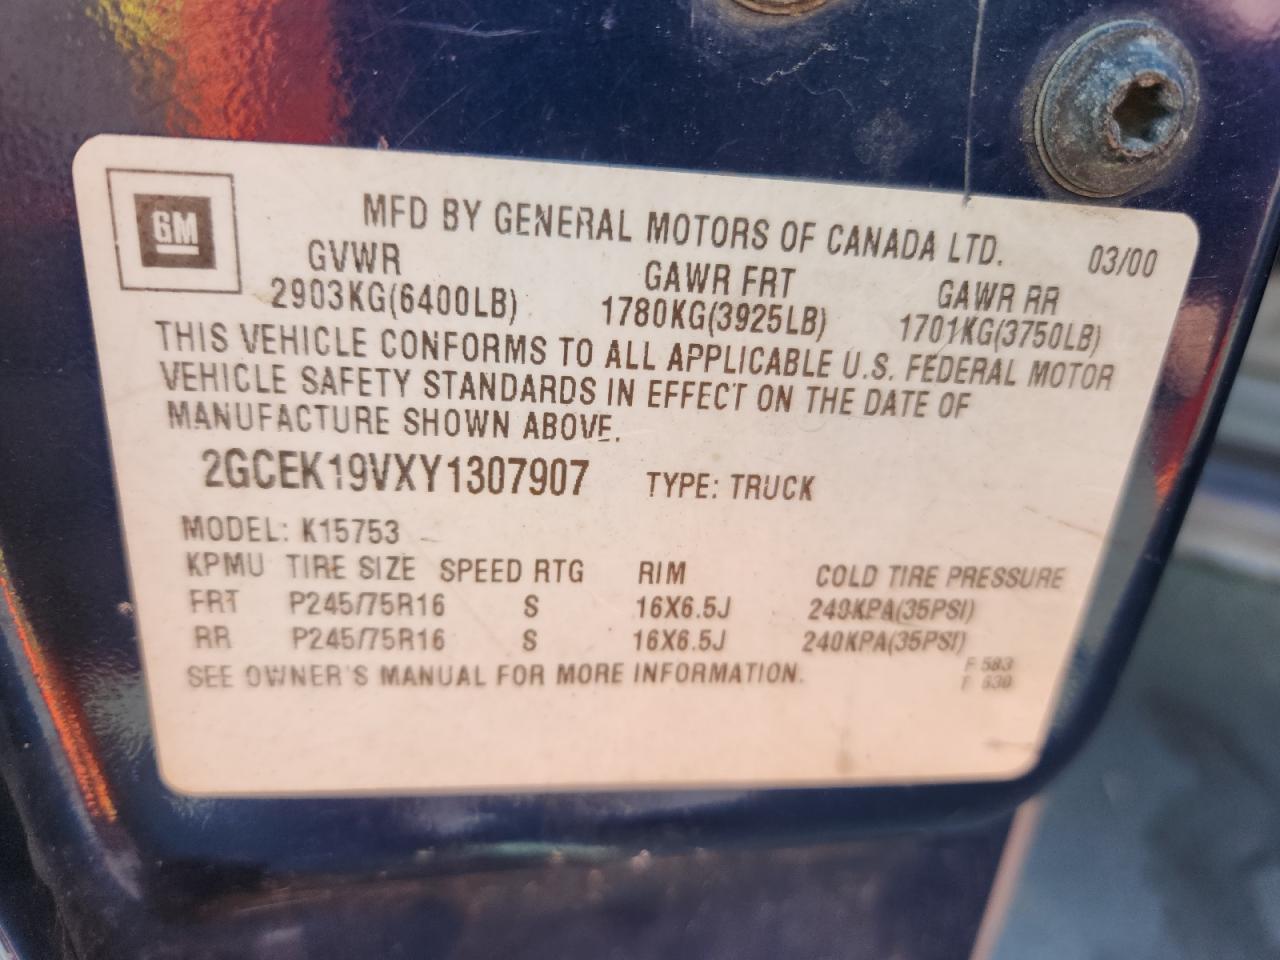 GM
MFD BY GENERAL MOTORS OF CANADA LTD. 03/00
GVWR GAWR FRT GAWR RR
2903KG(6400LB) 1780KG(3925LB) 1701KG(3750LB)
THIS VEHICLE CONFORMS TO ALL APPLICABLE U.S. FEDERAL MOTOR
VEHICLE SAFETY STANDARDS IN EFFECT ON THE DATE OF
MANUFACTURE SHOWN ABOVE.
2GCEK19VXY1307907 TYPE: TRUCK
MODEL: K15753
KPMU TIRE SIZE SPEED RTG RIM COLD TIRE PRESSURE
FRT P245/75R16 S 16X6.5J 240KPA(35PSI)
RR P245/75R16 S 16X6.5J 240KPA(35PSI)
SEE OWNER'S MANUAL FOR MORE INFORMATION.
F 583
F 630